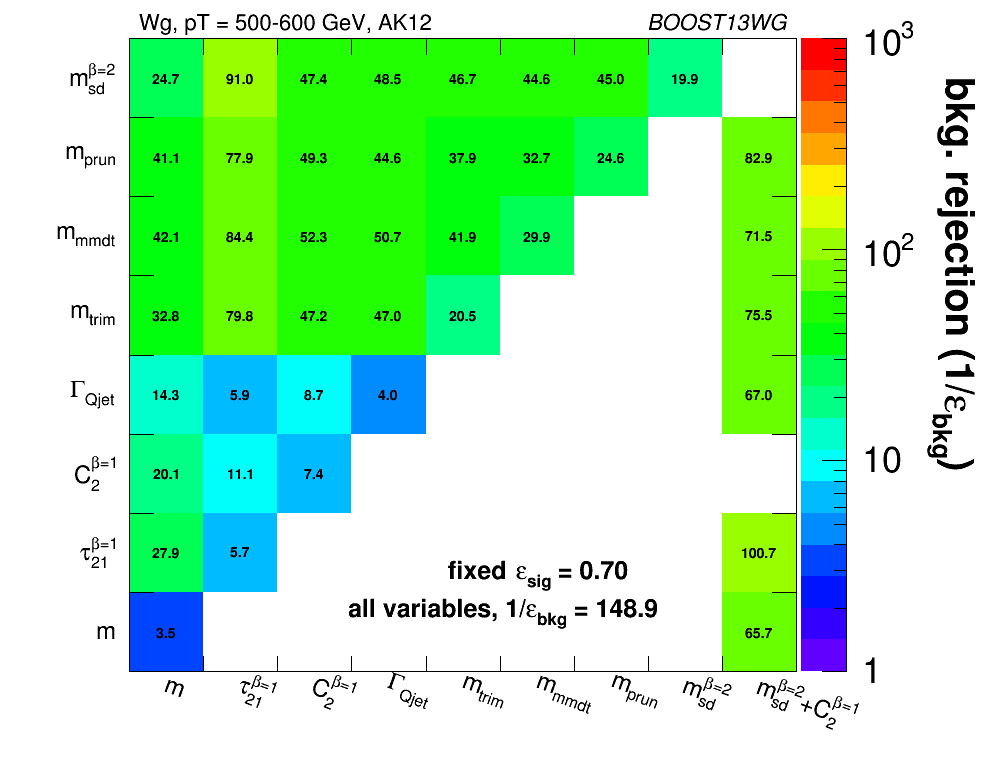 Wg, pT = 500-600 GeV, AK12 BOOST13WG
m_sd^β=2 24.7 91.0 47.4 48.5 46.7 44.6 45.0 19.9
m_prun 41.1 77.9 49.3 44.6 37.9 32.7 24.6 82.9
m_mmdt 42.1 84.4 52.3 50.7 41.9 29.9 71.5
m_trim 32.8 79.8 47.2 47.0 20.5 75.5
Γ_Qjet 14.3 5.9 8.7 4.0 67.0
C_2^β=1 20.1 11.1 7.4
τ_21^β=1 27.9 5.7 100.7
fixed ε_sig = 0.70
all variables, 1/ε_bkg = 148.9
m 3.5 65.7
m τ_21^β=1 C_2^β=1 Γ_Qjet m_trim m_mmdt m_prun m_sd^β=2 m_sd^β=2+C_2^β=1
10^3
10^2
10
1
bkg. rejection (1/ε_bkg)